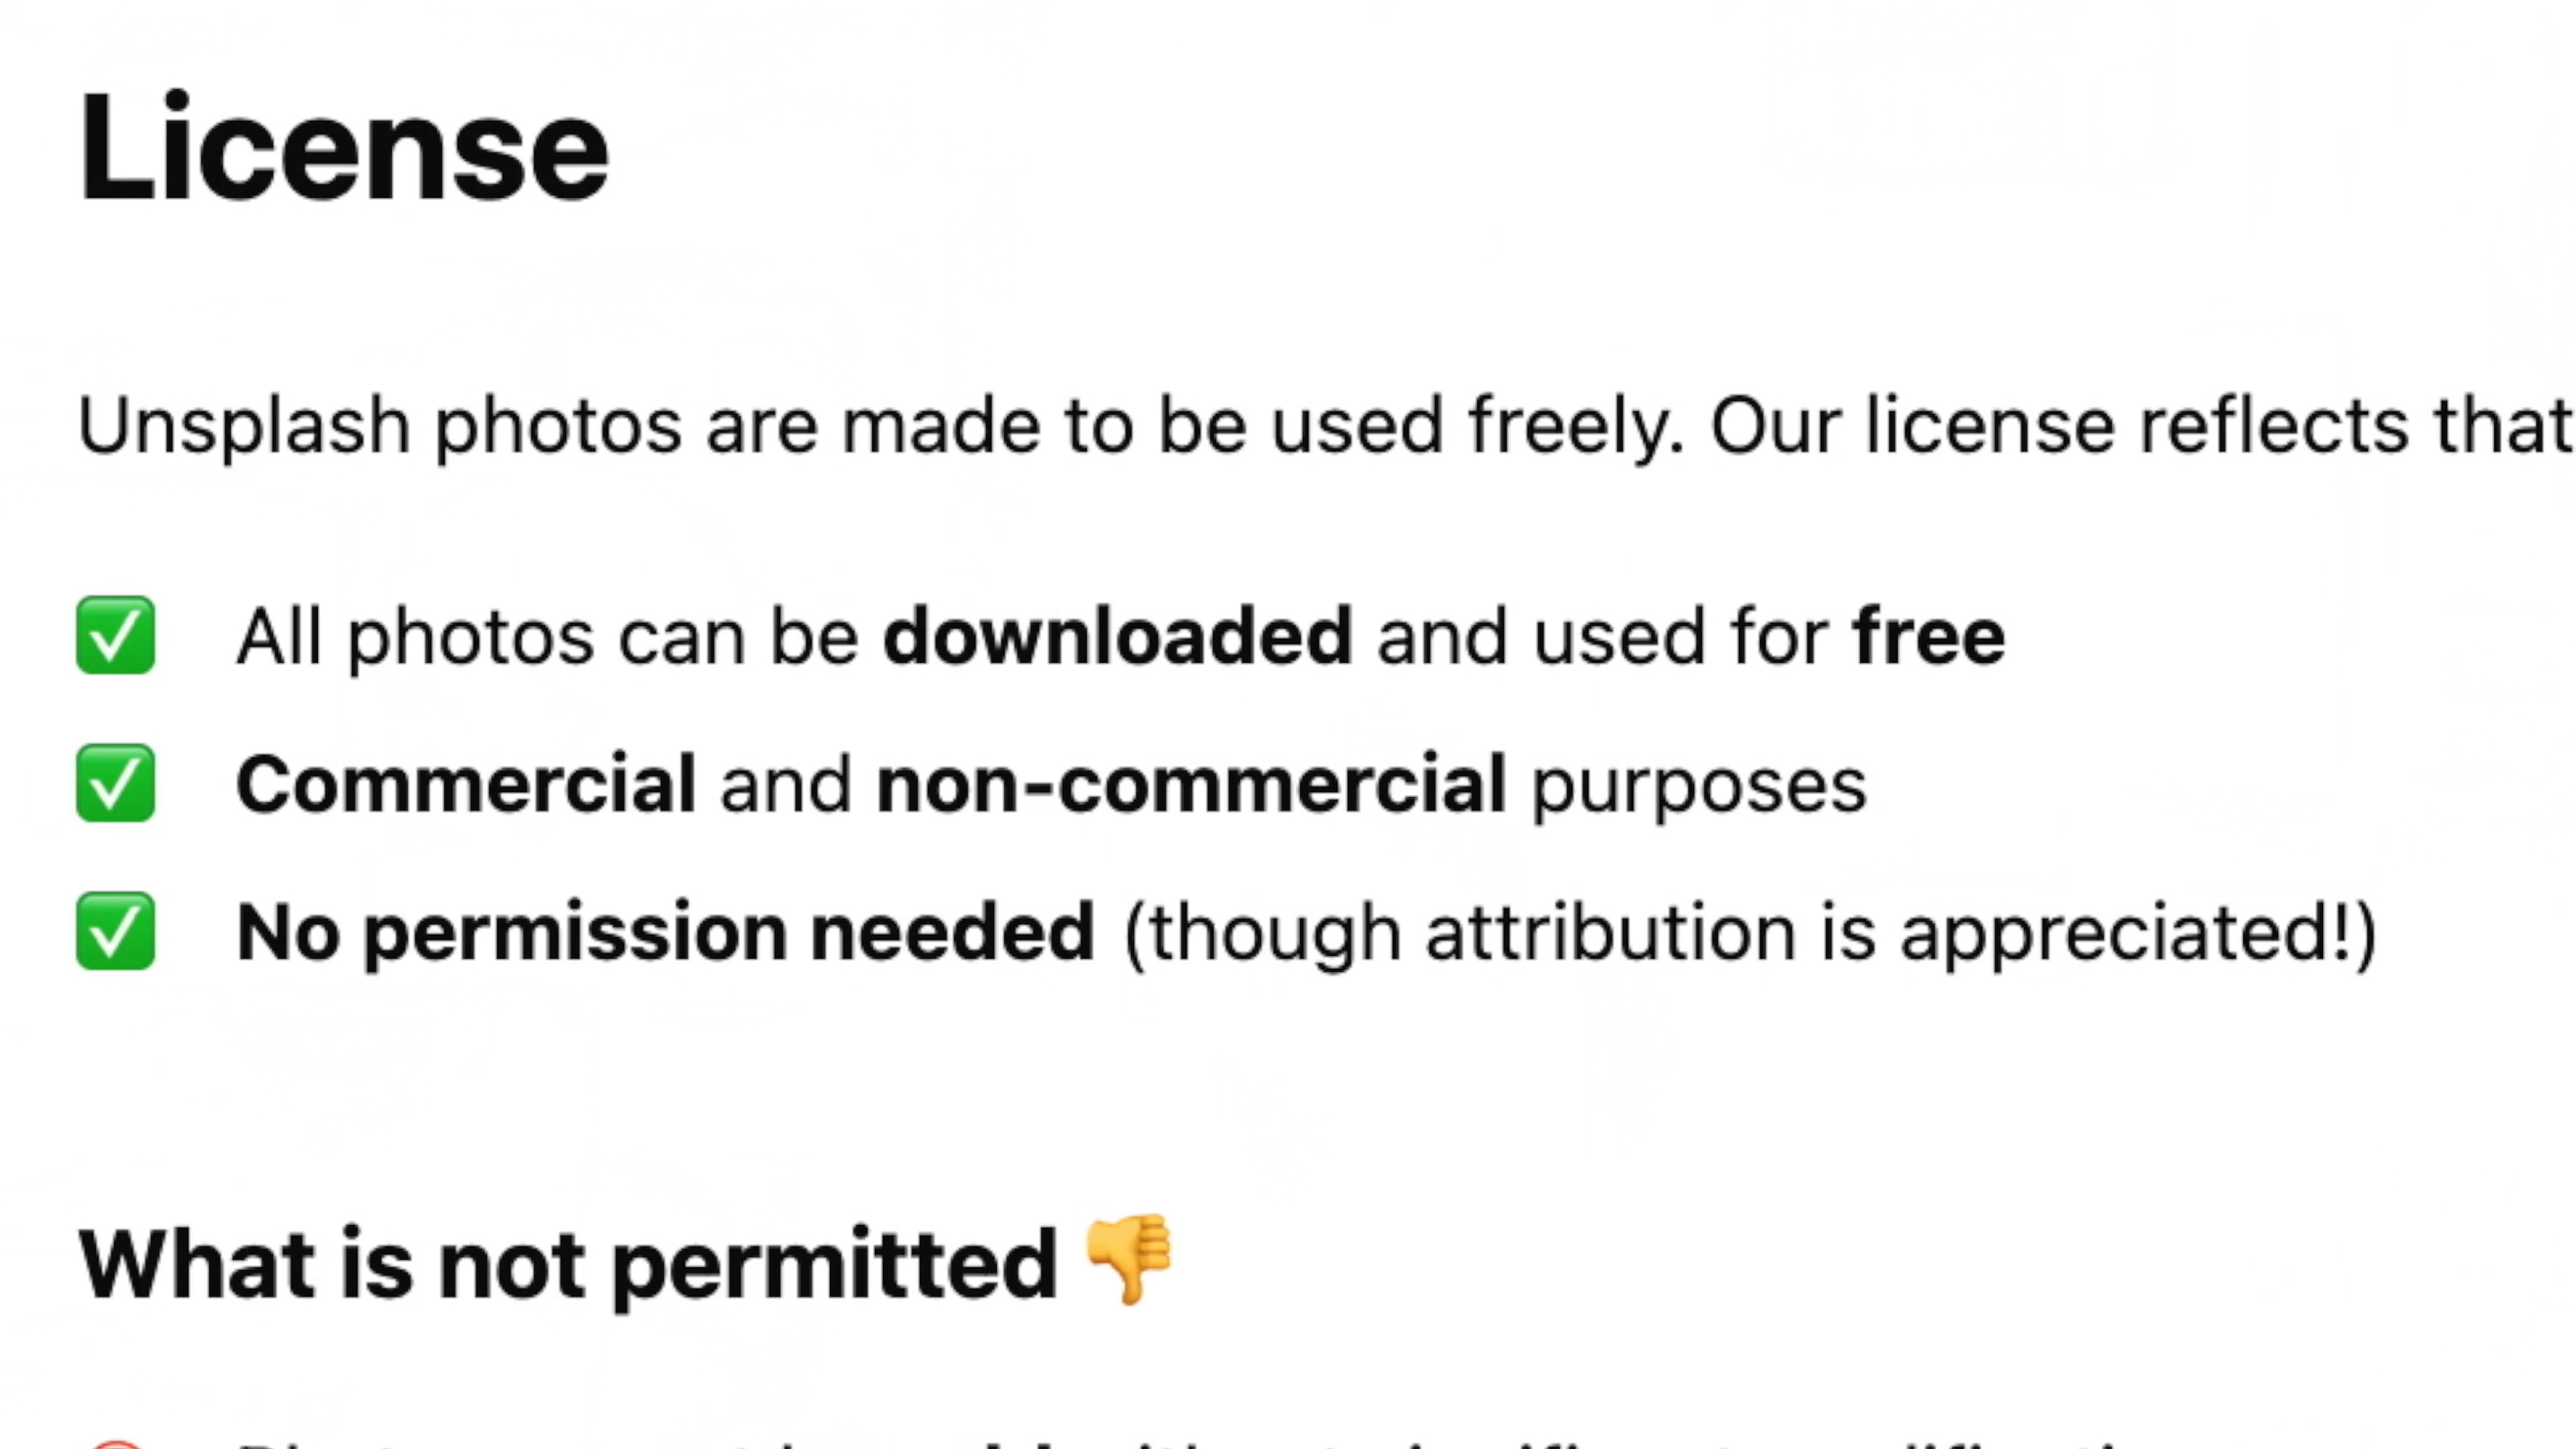 License
Unsplash photos are made to be used freely. Our license reflects that
✅ All photos can be downloaded and used for free
✅ Commercial and non-commercial purposes
✅ No permission needed (though attribution is appreciated!)
What is not permitted 👎